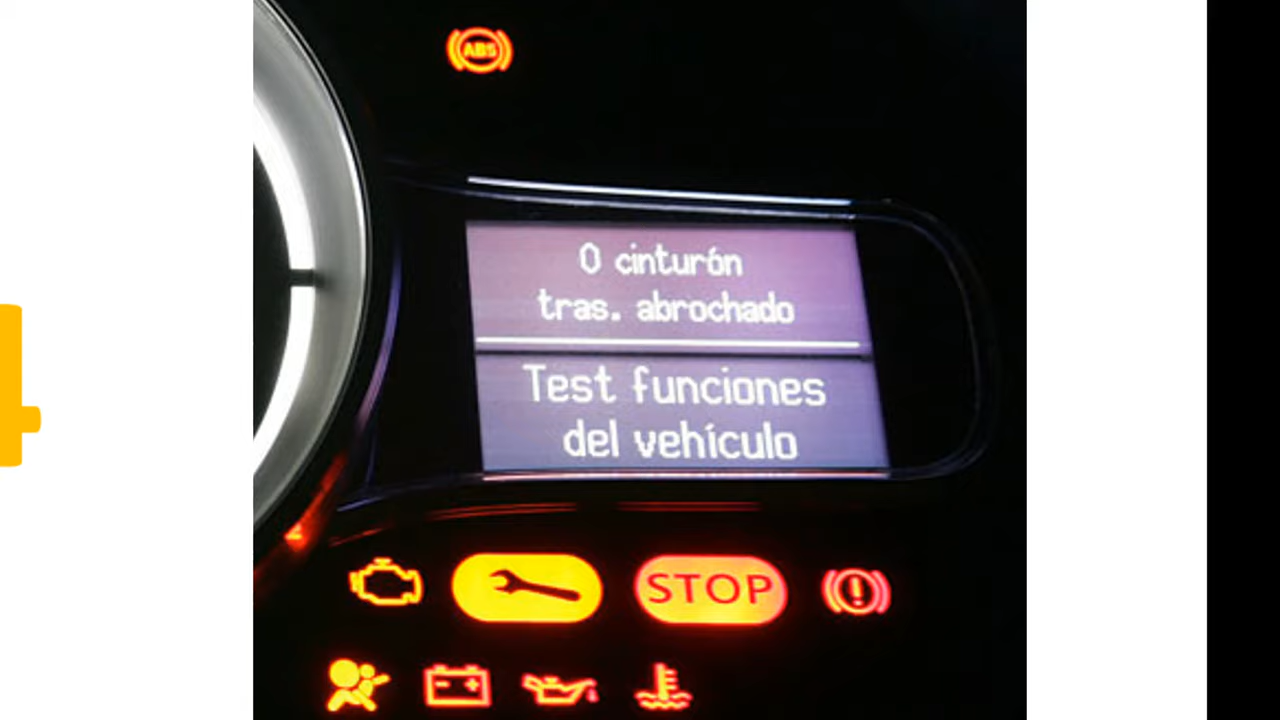 ABS
0 cinturón
tras. abrochado
Test funciones
del vehículo
STOP